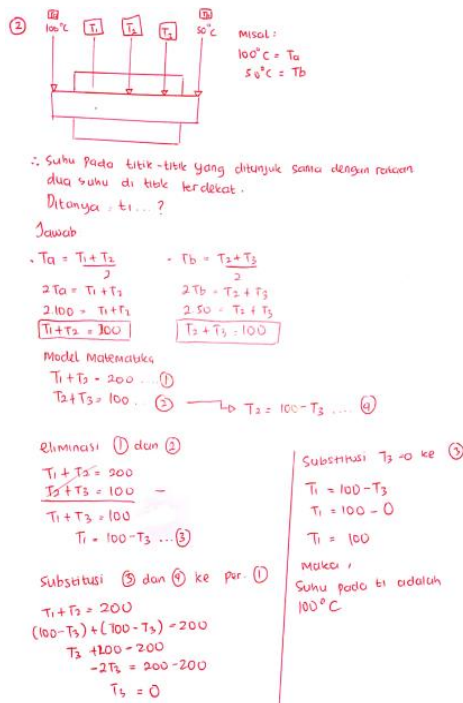 ②
Ta
100°C
T₁
T₂
T₃
Tb
50°C
Misal :
100°C = Ta
50°C = Tb
∴ Suhu pada titik-titik yang ditunjuk sama dengan rataan
dua suhu di titik terdekat.
Ditanya, t₁... ?
Jawab
. Ta = T₁+T₂/2
2Ta = T₁+T₂
2.100 = T₁+T₂
T₁+T₂ = 200
- Tb = T₂+T₃/2
2Tb = T₂+T₃
2.50 = T₂+T₃
T₂+T₃ = 100
Model Matematika
T₁+T₂ = 200 ... ①
T₂+T₃ = 100 . ② → T₂ = 100-T₃ .... ④
eliminasi ① dan ②
T₁+T₂ = 200
T₂+T₃ = 100 -
T₁+T₃ = 100
T₁ = 100-T₃ ...③
Substitusi ③ dan ④ ke per. ①
T₁+T₂ = 200
(100-T₃)+(100-T₃) = 200
T₃ +200 - 200
-2T₃ = 200-200
T₃ = 0
Substitusi T₃=0 ke ③
T₁ = 100-T₃
T₁ = 100 - 0
T₁ = 100
Maka,
Suhu pada t₁ adalah
100°C